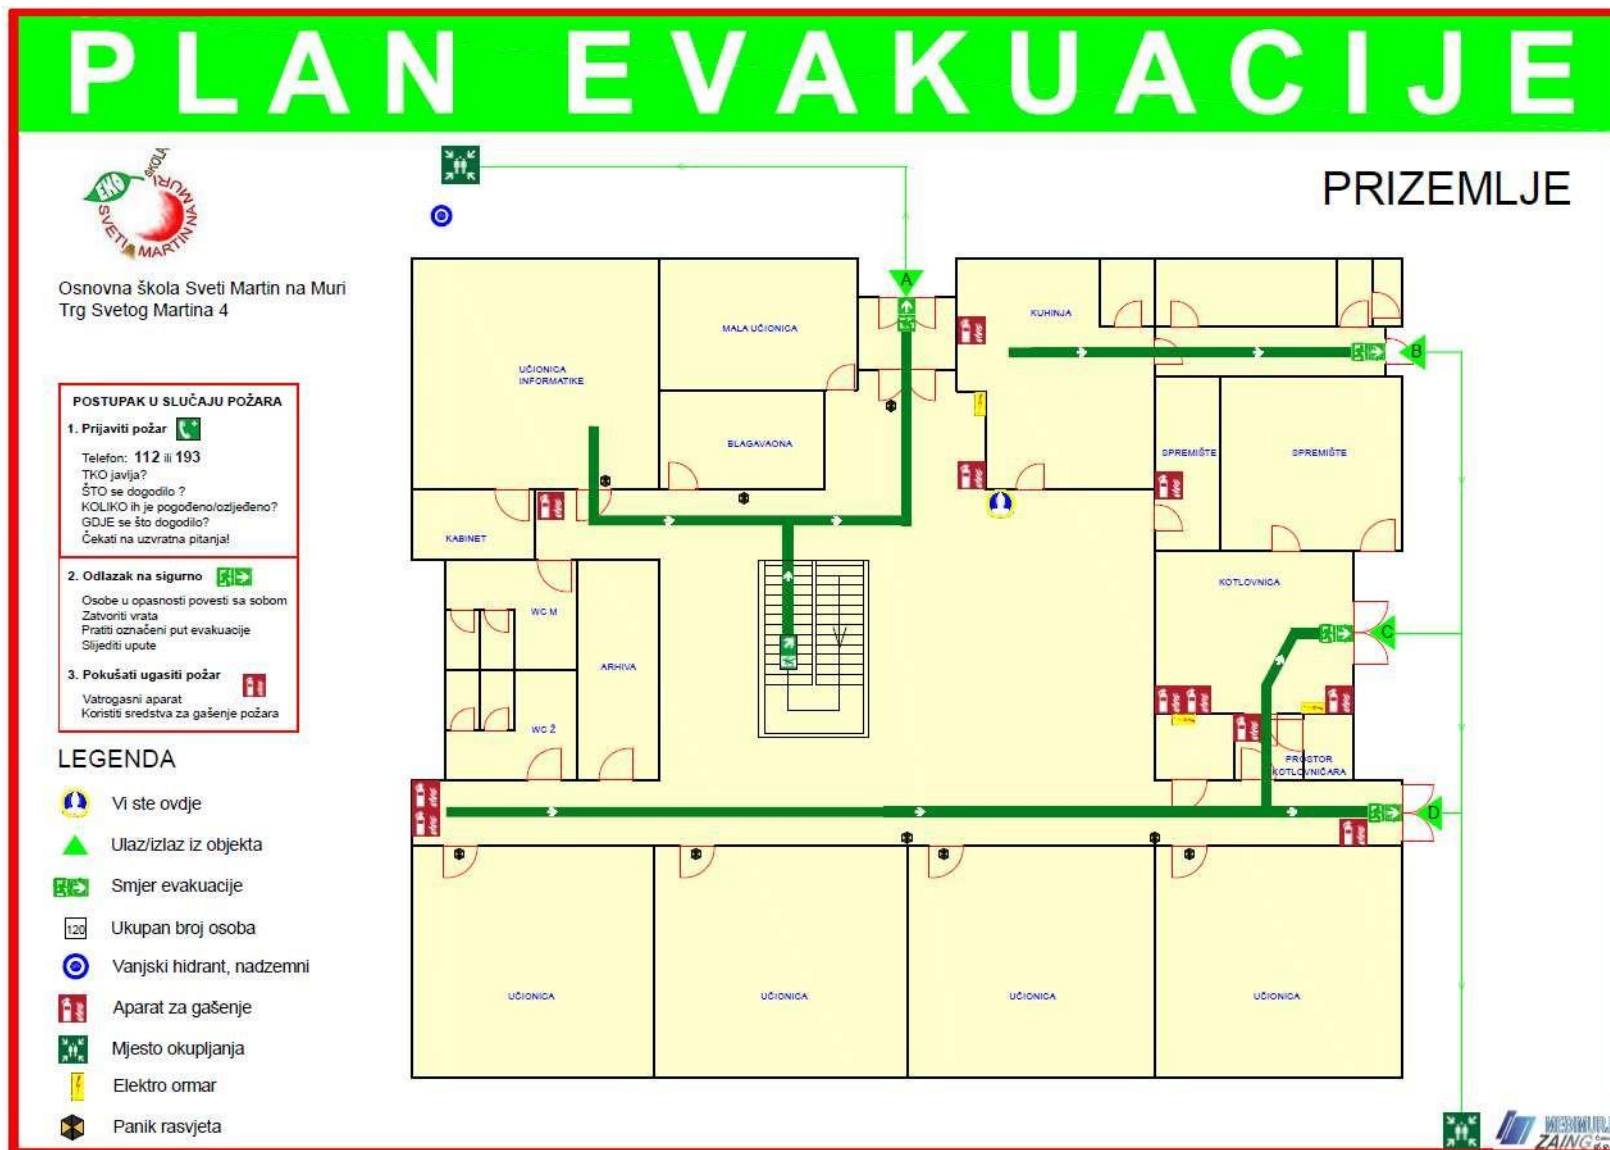 PLAN EVAKUACIJE
EKO
ŠKOLA
SVETI MARTIN NA MURI
PRIZEMLJE
Osnovna škola Sveti Martin na Muri
Trg Svetog Martina 4
POSTUPAK U SLUČAJU POŽARA
1. Prijaviti požar
Telefon: 112 ili 193
TKO javlja?
ŠTO se dogodilo ?
KOLIKO ih je pogođeno/ozljeđeno?
GDJE se što dogodilo?
Čekati na uzvratna pitanja!
2. Odlazak na sigurno
Osobe u opasnosti povesti sa sobom
Zatvoriti vrata
Pratiti označeni put evakuacije
Slijediti upute
3. Pokušati ugasiti požar
Vatrogasni aparat
Koristiti sredstva za gašenje požara
LEGENDA
Vi ste ovdje
Ulaz/izlaz iz objekta
Smjer evakuacije
120
Ukupan broj osoba
Vanjski hidrant, nadzemni
Aparat za gašenje
Mjesto okupljanja
Elektro ormar
Panik rasvjeta
A
MALA UČIONICA
KUHINJA
B
UČIONICA
INFORMATIKE
BLAGAVAONA
SPREMIŠTE
SPREMIŠTE
KABINET
KOTLOVNICA
WC M
C
ARHIVA
WC Ž
PROSTOR
KOTLOVNIČARA
D
UČIONICA
UČIONICA
UČIONICA
UČIONICA
ZAING